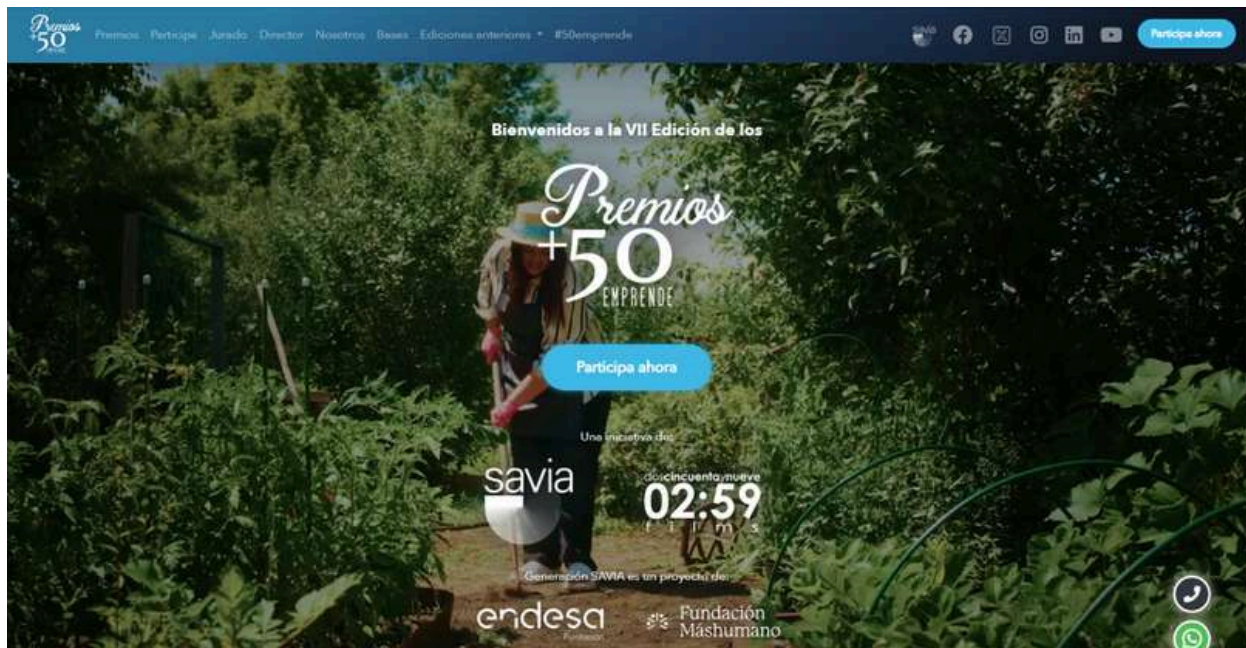 Premios
+50
Premios Participa Jurado Director Nosotros Bases Ediciones anteriores #50emprende
savia
Participa ahora
Bienvenidos a la VII Edición de los
Premios
+50
EMPRENDE
Participa ahora
Una iniciativa de:
savia
doscincuentaynueve
02:59
films
Generación SAVIA es un proyecto de:
endesa
Fundación
Fundación
Máshumano